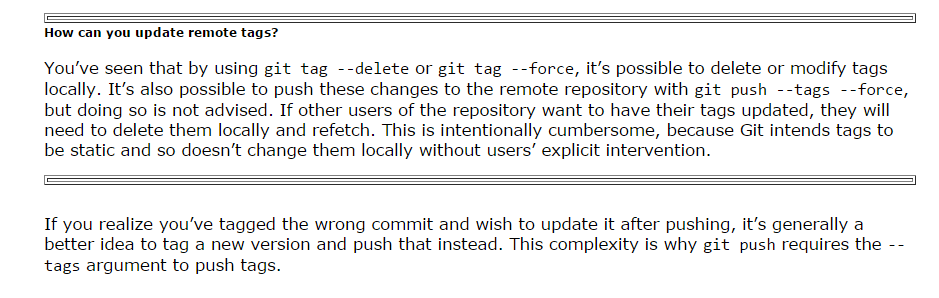 How can you update remote tags?
You’ve seen that by using git tag --delete or git tag --force, it’s possible to delete or modify tags
locally. It’s also possible to push these changes to the remote repository with git push --tags --force,
but doing so is not advised. If other users of the repository want to have their tags updated, they will
need to delete them locally and refetch. This is intentionally cumbersome, because Git intends tags to
be static and so doesn’t change them locally without users’ explicit intervention.
If you realize you’ve tagged the wrong commit and wish to update it after pushing, it’s generally a
better idea to tag a new version and push that instead. This complexity is why git push requires the --
tags argument to push tags.